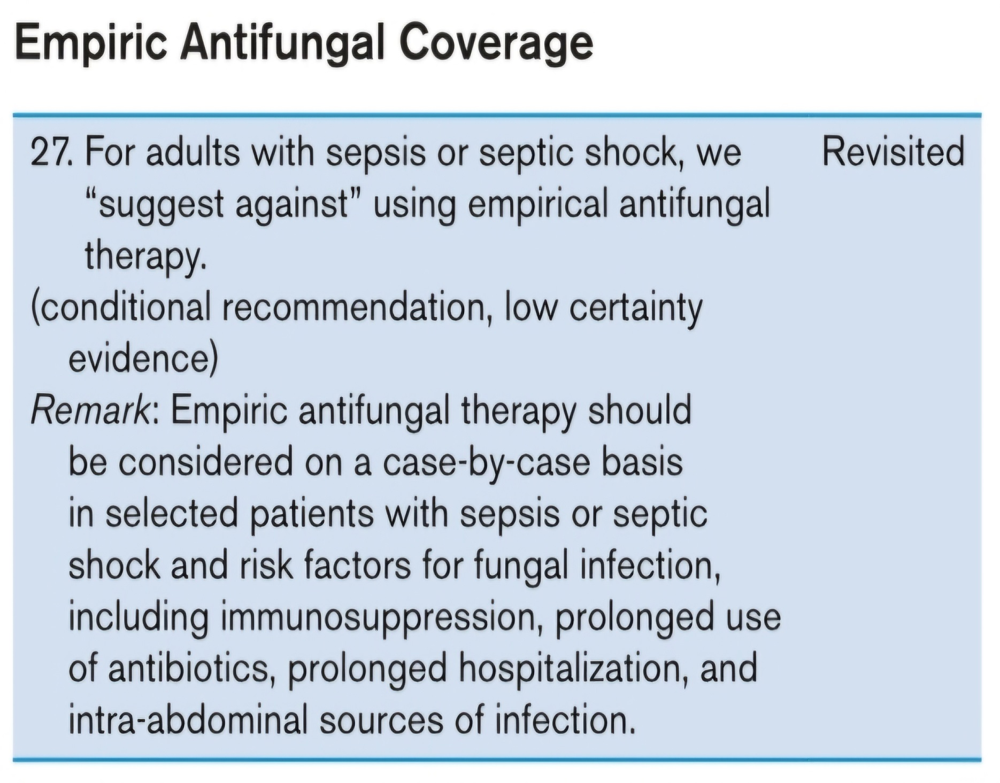 Empiric Antifungal Coverage
27. For adults with sepsis or septic shock, we Revisited
“suggest against” using empirical antifungal
therapy.
(conditional recommendation, low certainty
evidence)
Remark: Empiric antifungal therapy should
be considered on a case-by-case basis
in selected patients with sepsis or septic
shock and risk factors for fungal infection,
including immunosuppression, prolonged use
of antibiotics, prolonged hospitalization, and
intra-abdominal sources of infection.